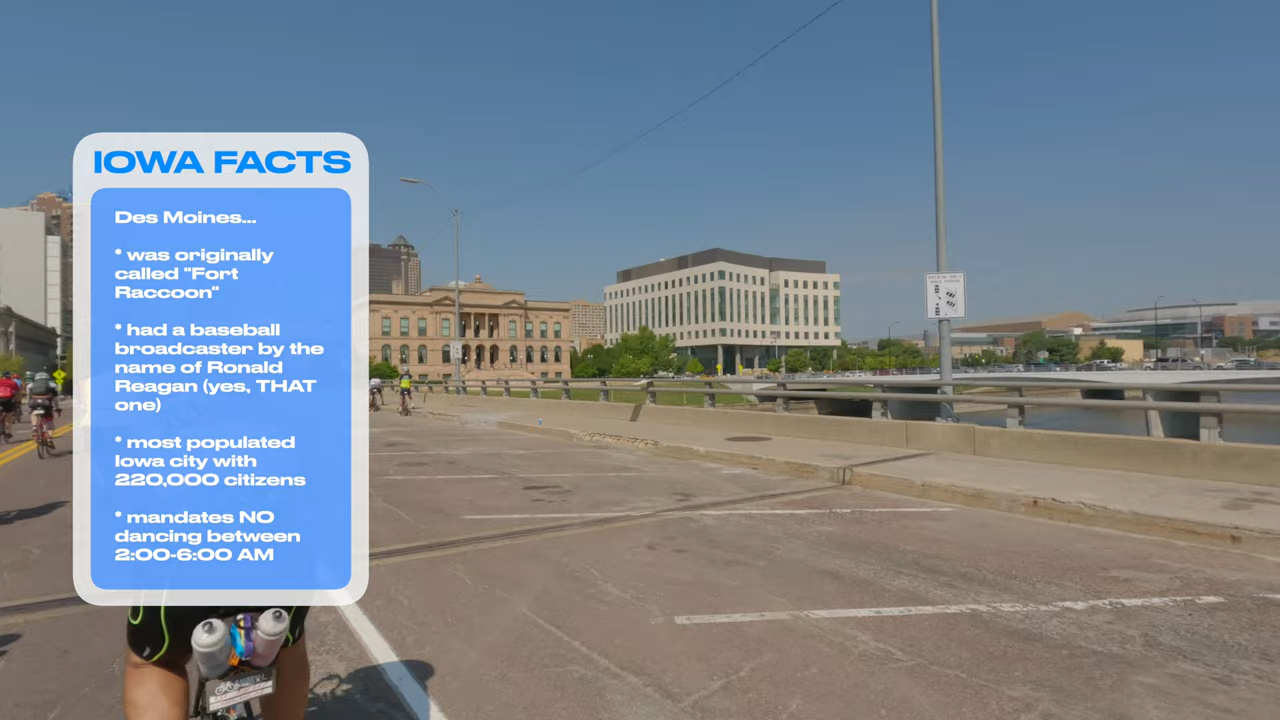 IOWA FACTS
Des Moines...
* was originally
called "Fort
Raccoon"
* had a baseball
broadcaster by the
name of Ronald
Reagan (yes, THAT
one)
* most populated
Iowa city with
220,000 citizens
* mandates NO
dancing between
2:00-6:00 AM